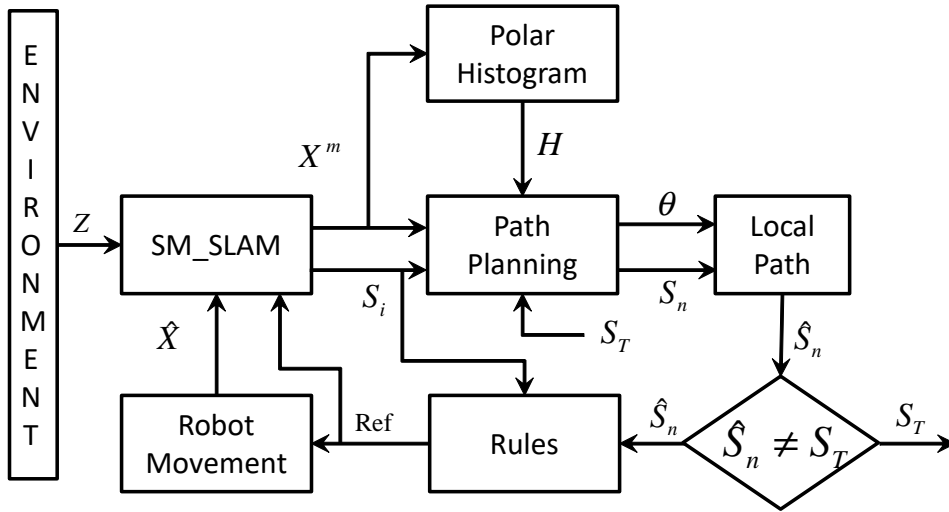 ENVIRONMENT
Polar
Histogram
X^m
H
Z
SM_SLAM
Path
Planning
θ
Local
Path
S_i
S_n
X̂
S_T
Ŝ_n
Robot
Movement
Ref
Rules
Ŝ_n
Ŝ_n ≠ S_T
S_T